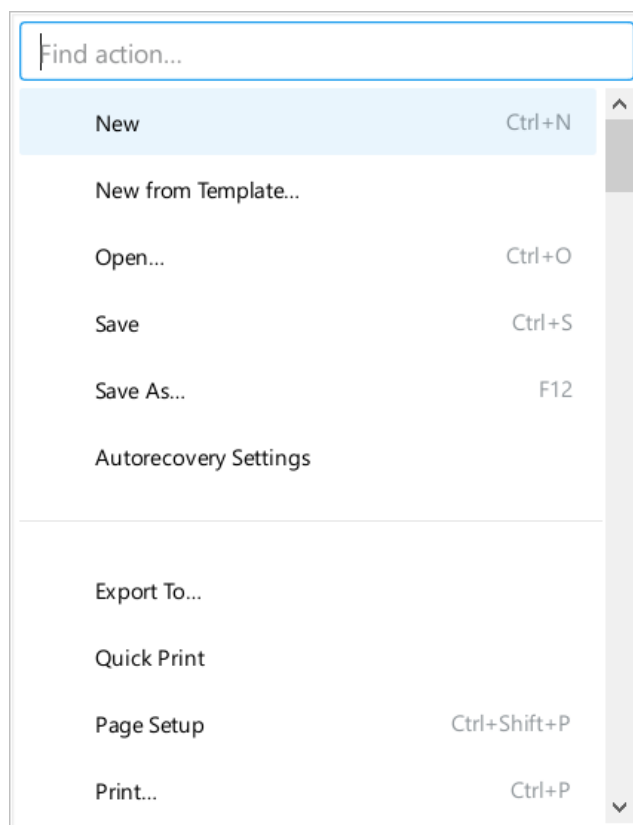 Find action...
New Ctrl+N
New from Template...
Open... Ctrl+O
Save Ctrl+S
Save As... F12
Autorecovery Settings
Export To...
Quick Print
Page Setup Ctrl+Shift+P
Print... Ctrl+P